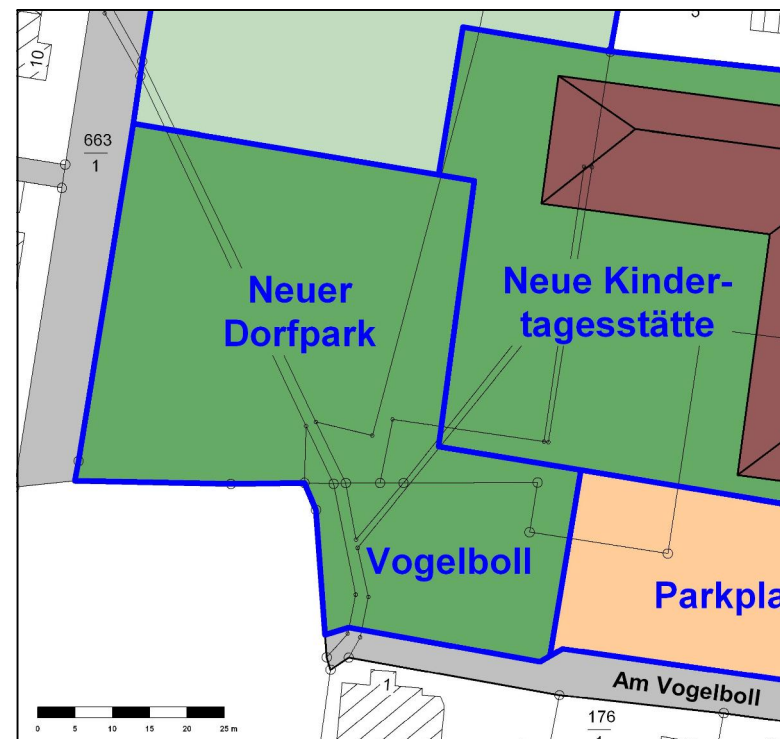 10
663
1
Neuer
Dorfpark
Neue Kinder-
tagesstätte
Vogelboll
Parkpla
Am Vogelboll
1
176
0 5 10 15 20 25 m